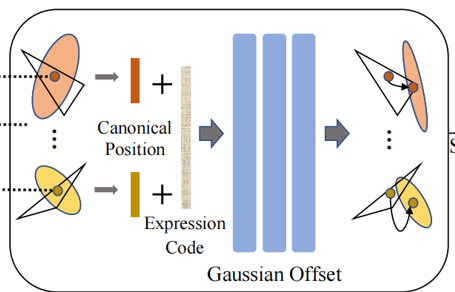 Canonical
Position
Expression
Code
Gaussian Offset